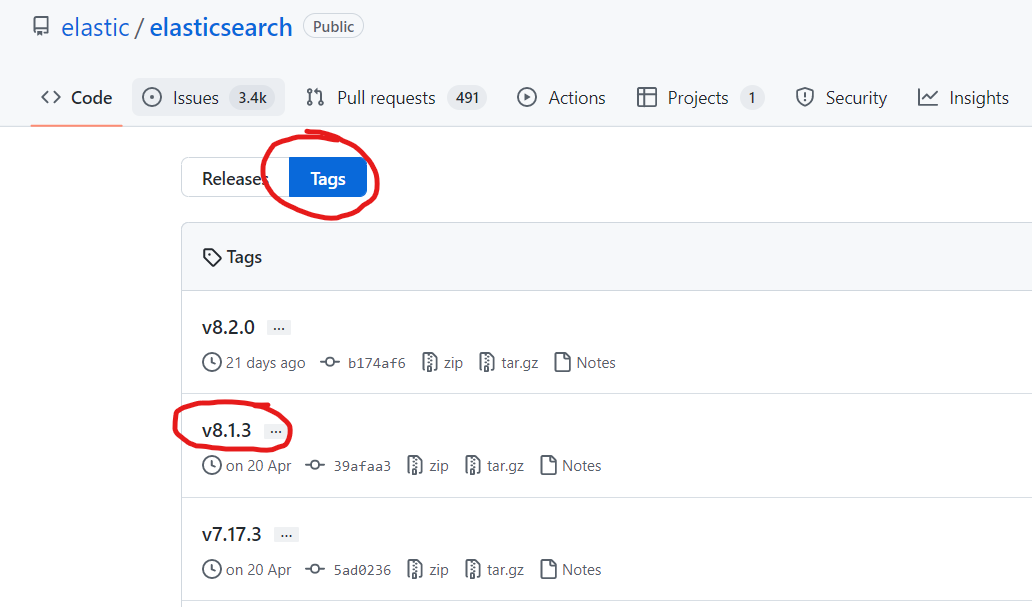 elastic / elasticsearch Public
Code Issues 3.4k Pull requests 491 Actions Projects 1 Security Insights
Releases Tags
Tags
v8.2.0 ...
21 days ago b174af6 zip tar.gz Notes
v8.1.3 ...
on 20 Apr 39afaa3 zip tar.gz Notes
v7.17.3 ...
on 20 Apr 5ad0236 zip tar.gz Notes